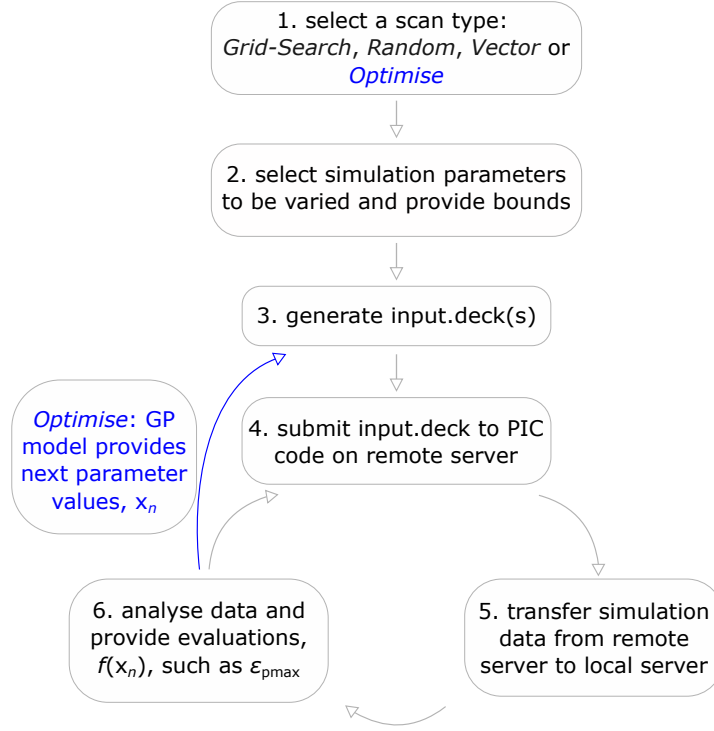 1. select a scan type:
Grid-Search, Random, Vector or
Optimise
2. select simulation parameters
to be varied and provide bounds
3. generate input.deck(s)
Optimise: GP
model provides
next parameter
values, xₙ
4. submit input.deck to PIC
code on remote server
5. transfer simulation
data from remote
server to local server
6. analyse data and
provide evaluations,
f(xₙ), such as ε_pmax